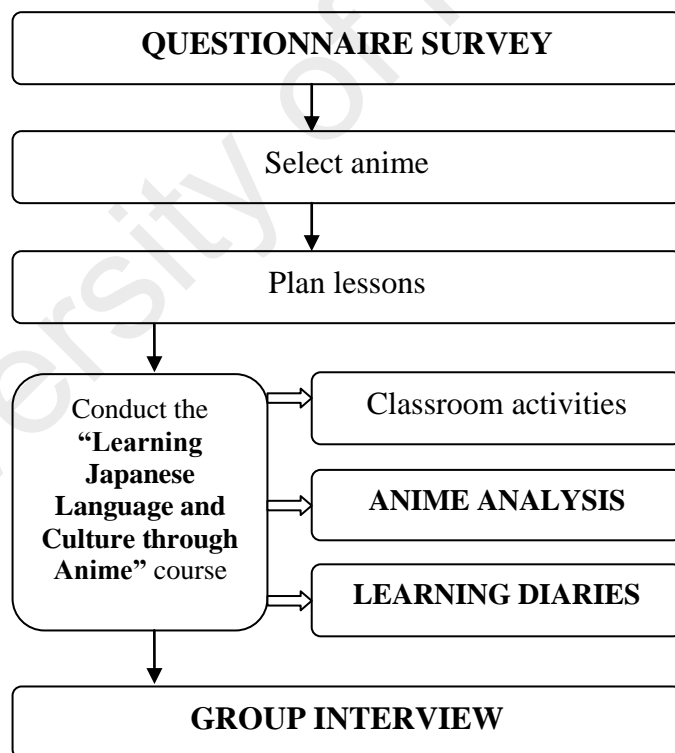 QUESTIONNAIRE SURVEY
Select anime
Plan lessons
Conduct the
“Learning
Japanese
Language and
Culture through
Anime” course
Classroom activities
ANIME ANALYSIS
LEARNING DIARIES
GROUP INTERVIEW